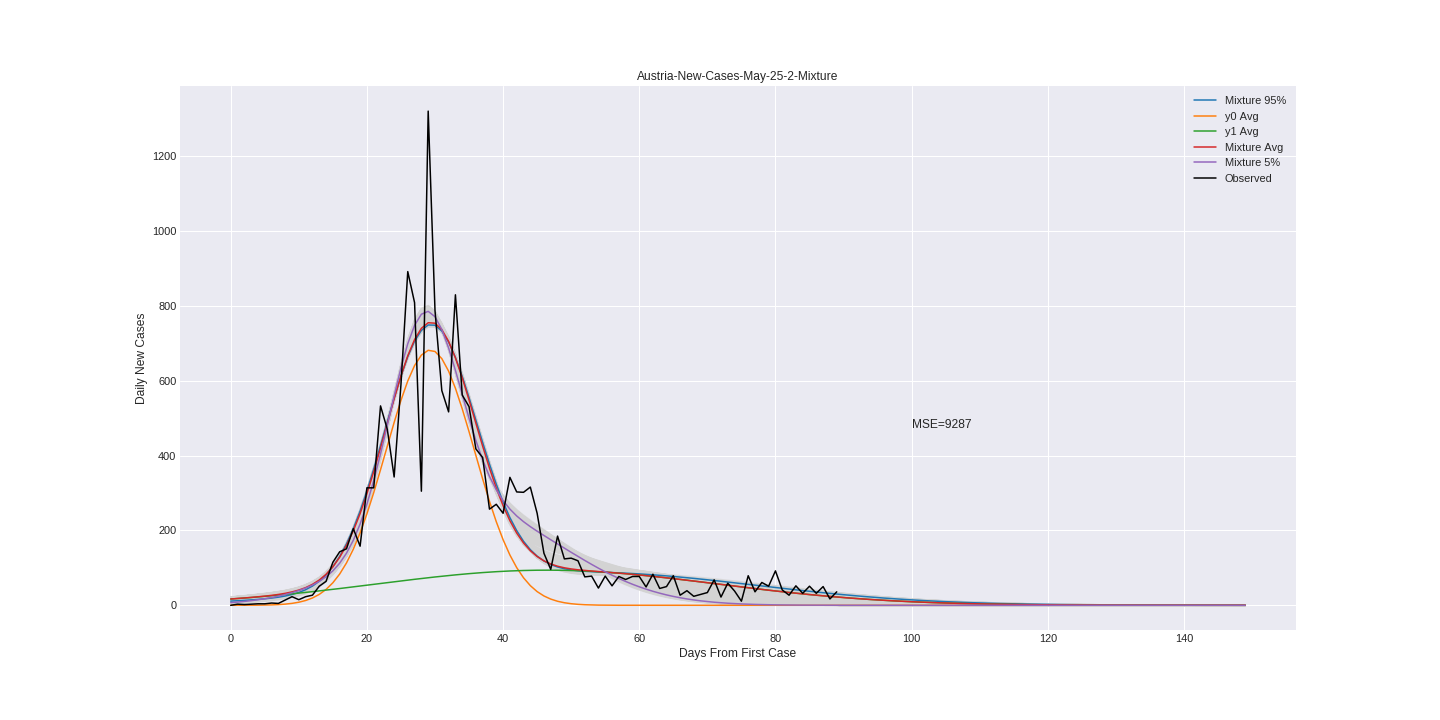 Austria-New-Cases-May-25-2-Mixture
Mixture 95%
y0 Avg
y1 Avg
Mixture Avg
Mixture 5%
Observed
Daily New Cases
1200
1000
800
600
400
200
0
MSE=9287
0 20 40 60 80 100 120 140
Days From First Case